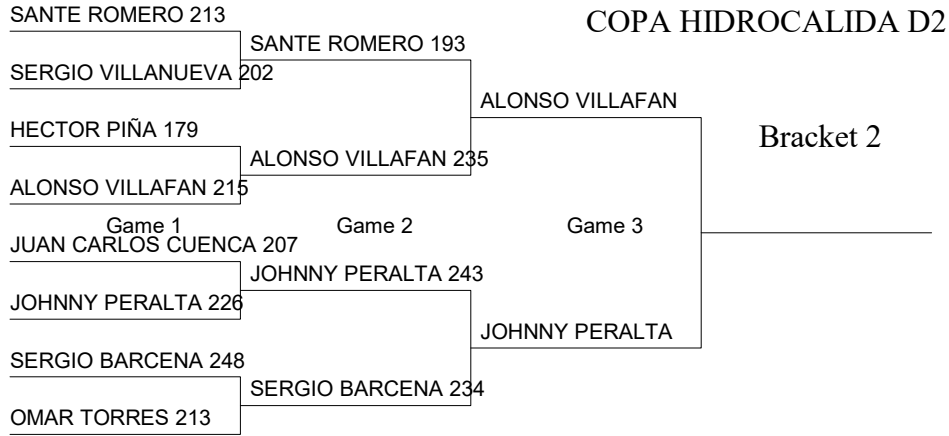 SANTE ROMERO 213
COPA HIDROCALIDA D2
SANTE ROMERO 193
SERGIO VILLANUEVA 202
ALONSO VILLAFAN
HECTOR PIÑA 179
Bracket 2
ALONSO VILLAFAN 235
ALONSO VILLAFAN 215
Game 1
Game 2
Game 3
JUAN CARLOS CUENCA 207
JOHNNY PERALTA 243
JOHNNY PERALTA 226
JOHNNY PERALTA
SERGIO BARCENA 248
SERGIO BARCENA 234
OMAR TORRES 213